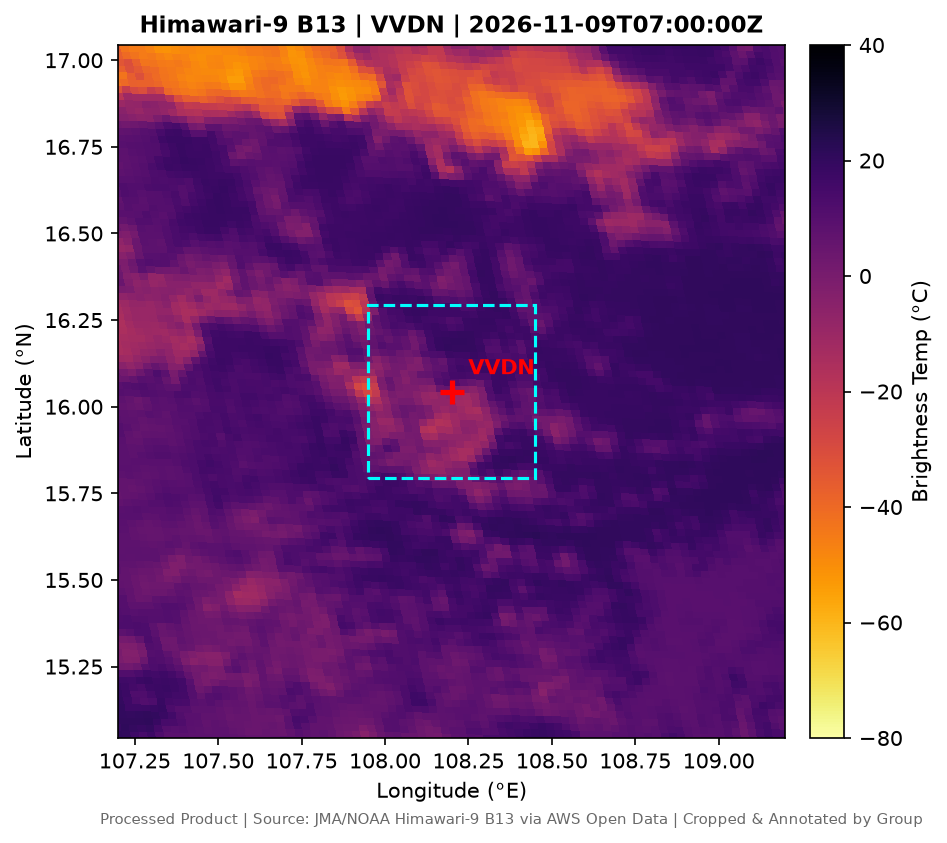 Himawari-9 B13 | VVDN | 2026-11-09T07:00:00Z
17.00
16.75
16.50
16.25
16.00
15.75
15.50
15.25
Latitude (°N)
VVDN
107.25 107.50 107.75 108.00 108.25 108.50 108.75 109.00
Longitude (°E)
40
20
0
−20
−40
−60
−80
Brightness Temp (°C)
Processed Product | Source: JMA/NOAA Himawari-9 B13 via AWS Open Data | Cropped & Annotated by Group